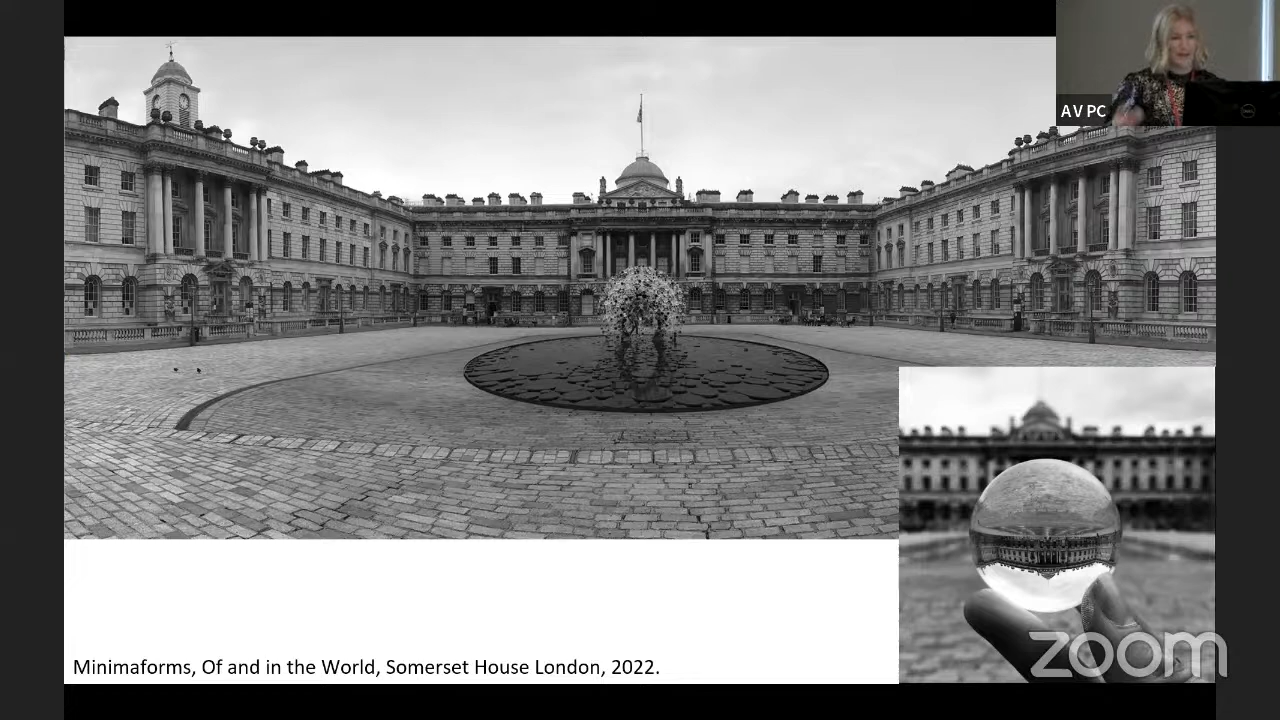 AV PC
Minimaforms, Of and in the World, Somerset House London, 2022.
zoom